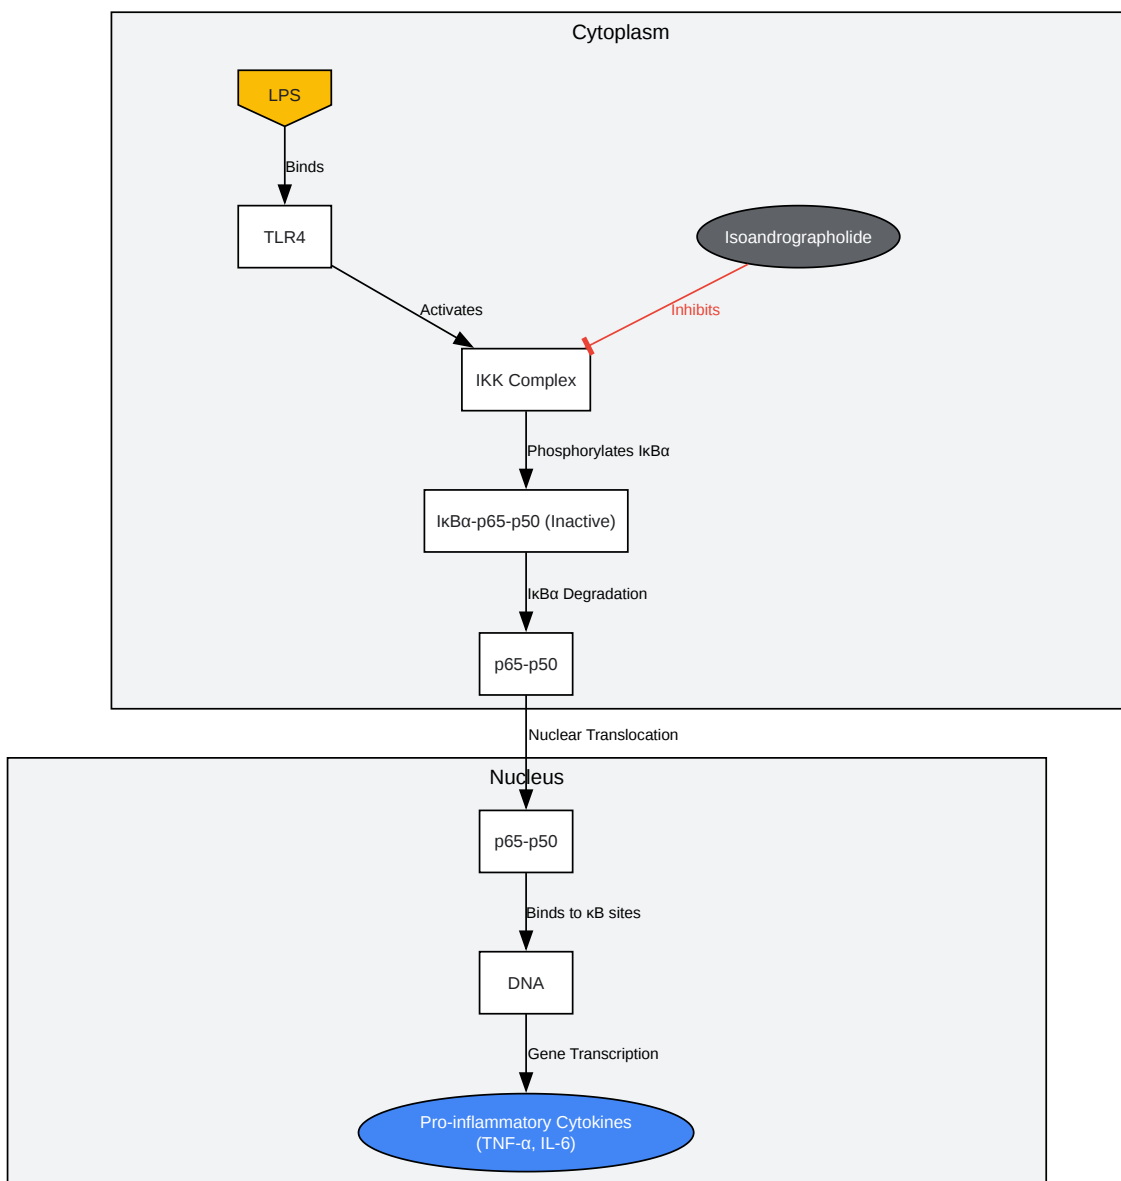 Cytoplasm
LPS
Binds
TLR4
Isoandrographolide
Activates
Inhibits
IKK Complex
Phosphorylates IκBα
IκBα-p65-p50 (Inactive)
IκBα Degradation
p65-p50
Nuclear Translocation
Nucleus
p65-p50
Binds to κB sites
DNA
Gene Transcription
Pro-inflammatory Cytokines
(TNF-α, IL-6)